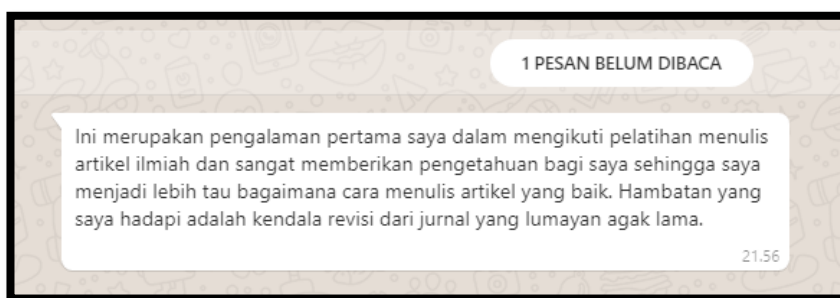 1 PESAN BELUM DIBACA
Ini merupakan pengalaman pertama saya dalam mengikuti pelatihan menulis
artikel ilmiah dan sangat memberikan pengetahuan bagi saya sehingga saya
menjadi lebih tau bagaimana cara menulis artikel yang baik. Hambatan yang
saya hadapi adalah kendala revisi dari jurnal yang lumayan agak lama.
21.56